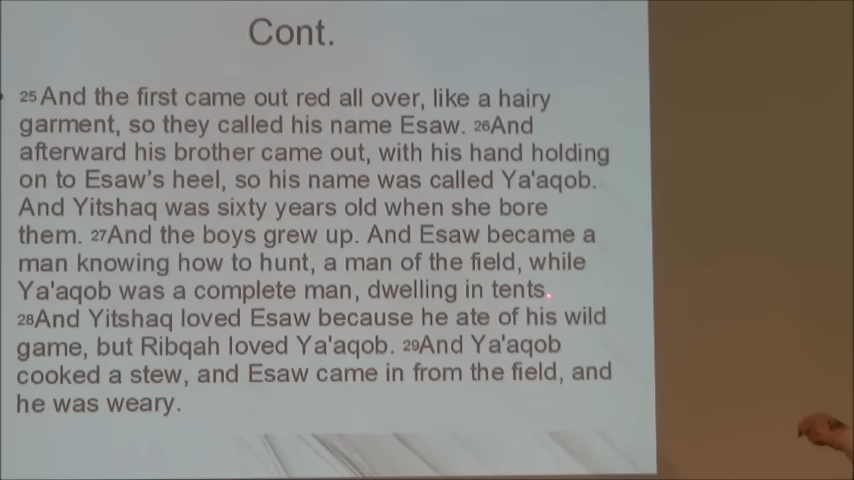 Cont.
25And the first came out red all over, like a hairy
garment, so they called his name Esaw. 26And
afterward his brother came out, with his hand holding
on to Esaw's heel, so his name was called Ya'aqob.
And Yitshaq was sixty years old when she bore
them. 27And the boys grew up. And Esaw became a
man knowing how to hunt, a man of the field, while
Ya'aqob was a complete man, dwelling in tents.
28And Yitshaq loved Esaw because he ate of his wild
game, but Ribqah loved Ya'aqob. 29And Ya'aqob
cooked a stew, and Esaw came in from the field, and
he was weary.